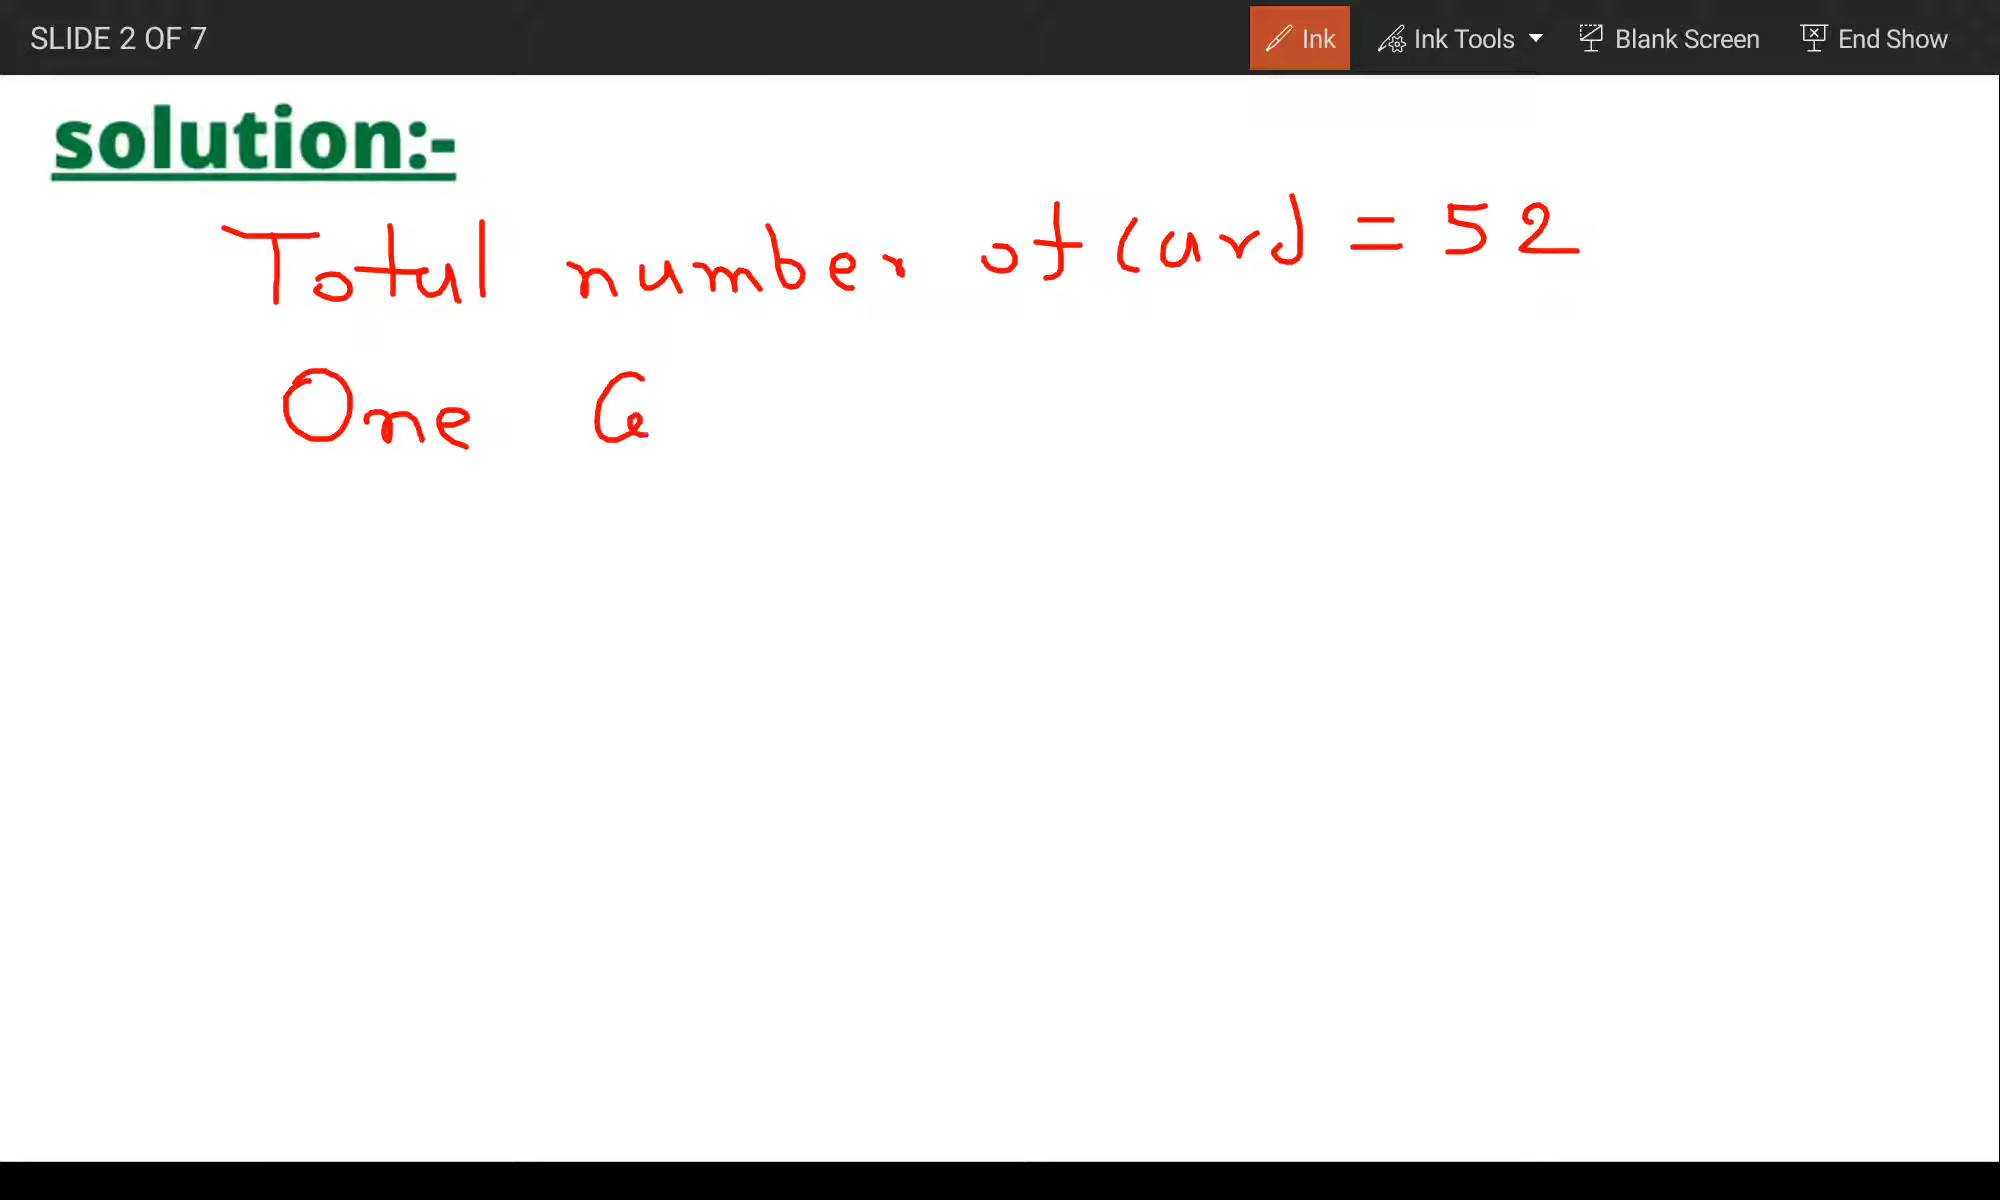 SLIDE 2 OF 7 Ink Ink Tools Blank Screen End Show
solution:-
Total number of Card = 52
One